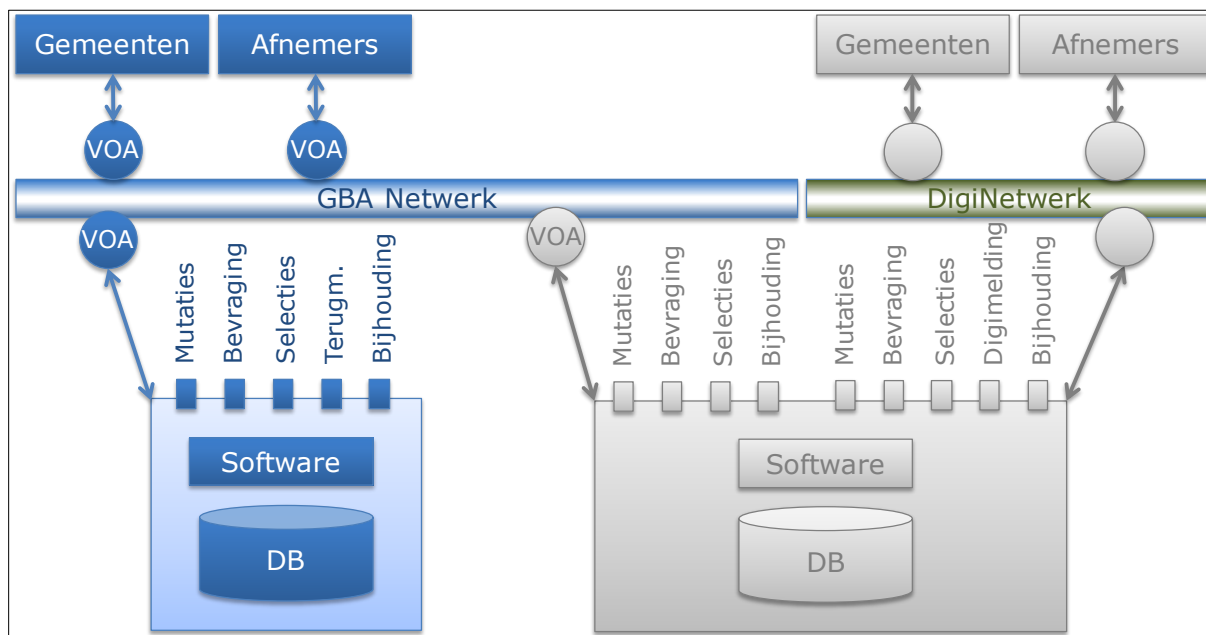 Gemeenten
Afnemers
Gemeenten
Afnemers
VOA
VOA
GBA Netwerk
DigiNetwerk
VOA
VOA
Mutaties
Bevraging
Selecties
Terugm.
Bijhouding
Mutaties
Bevraging
Selecties
Bijhouding
Mutaties
Bevraging
Selecties
Digimelding
Bijhouding
Software
Software
DB
DB